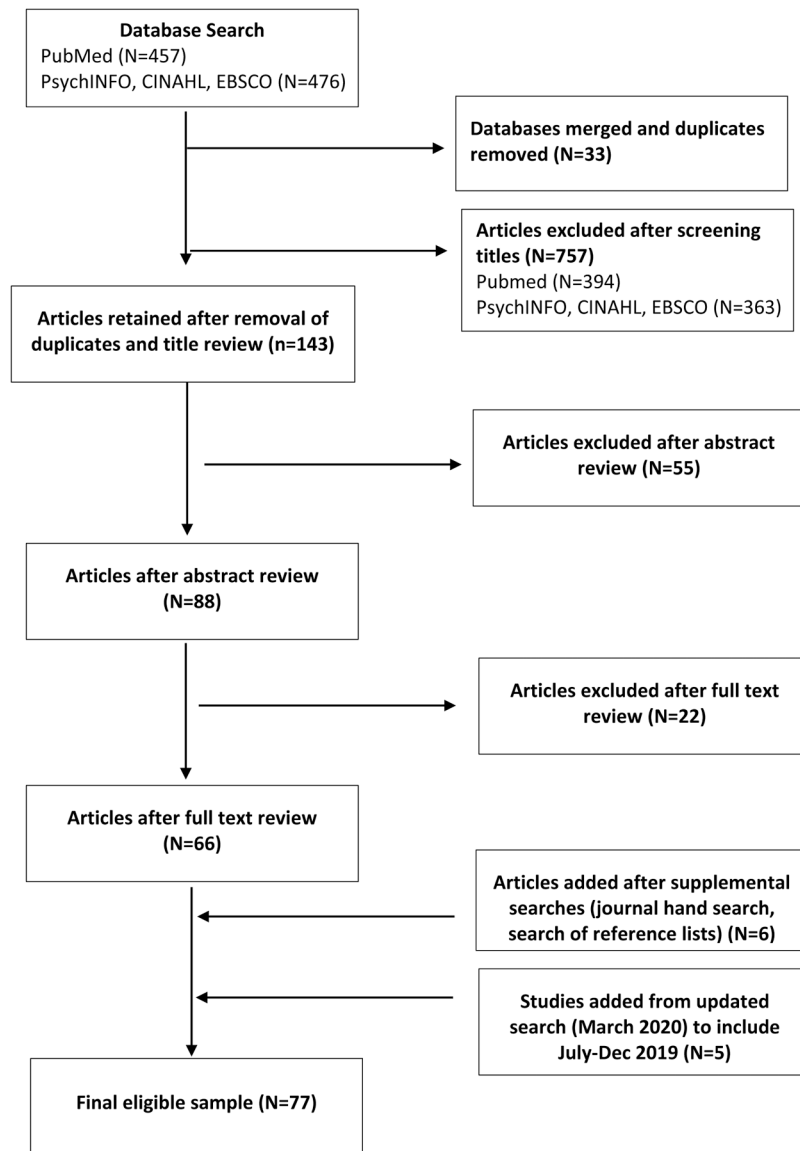 Database Search
PubMed (N=457)
PsychINFO, CINAHL, EBSCO (N=476)
Databases merged and duplicates
removed (N=33)
Articles excluded after screening
titles (N=757)
Pubmed (N=394)
PsychINFO, CINAHL, EBSCO (N=363)
Articles retained after removal of
duplicates and title review (n=143)
Articles excluded after abstract
review (N=55)
Articles after abstract review
(N=88)
Articles excluded after full text
review (N=22)
Articles after full text review
(N=66)
Articles added after supplemental
searches (journal hand search,
search of reference lists) (N=6)
Studies added from updated
search (March 2020) to include
July-Dec 2019 (N=5)
Final eligible sample (N=77)